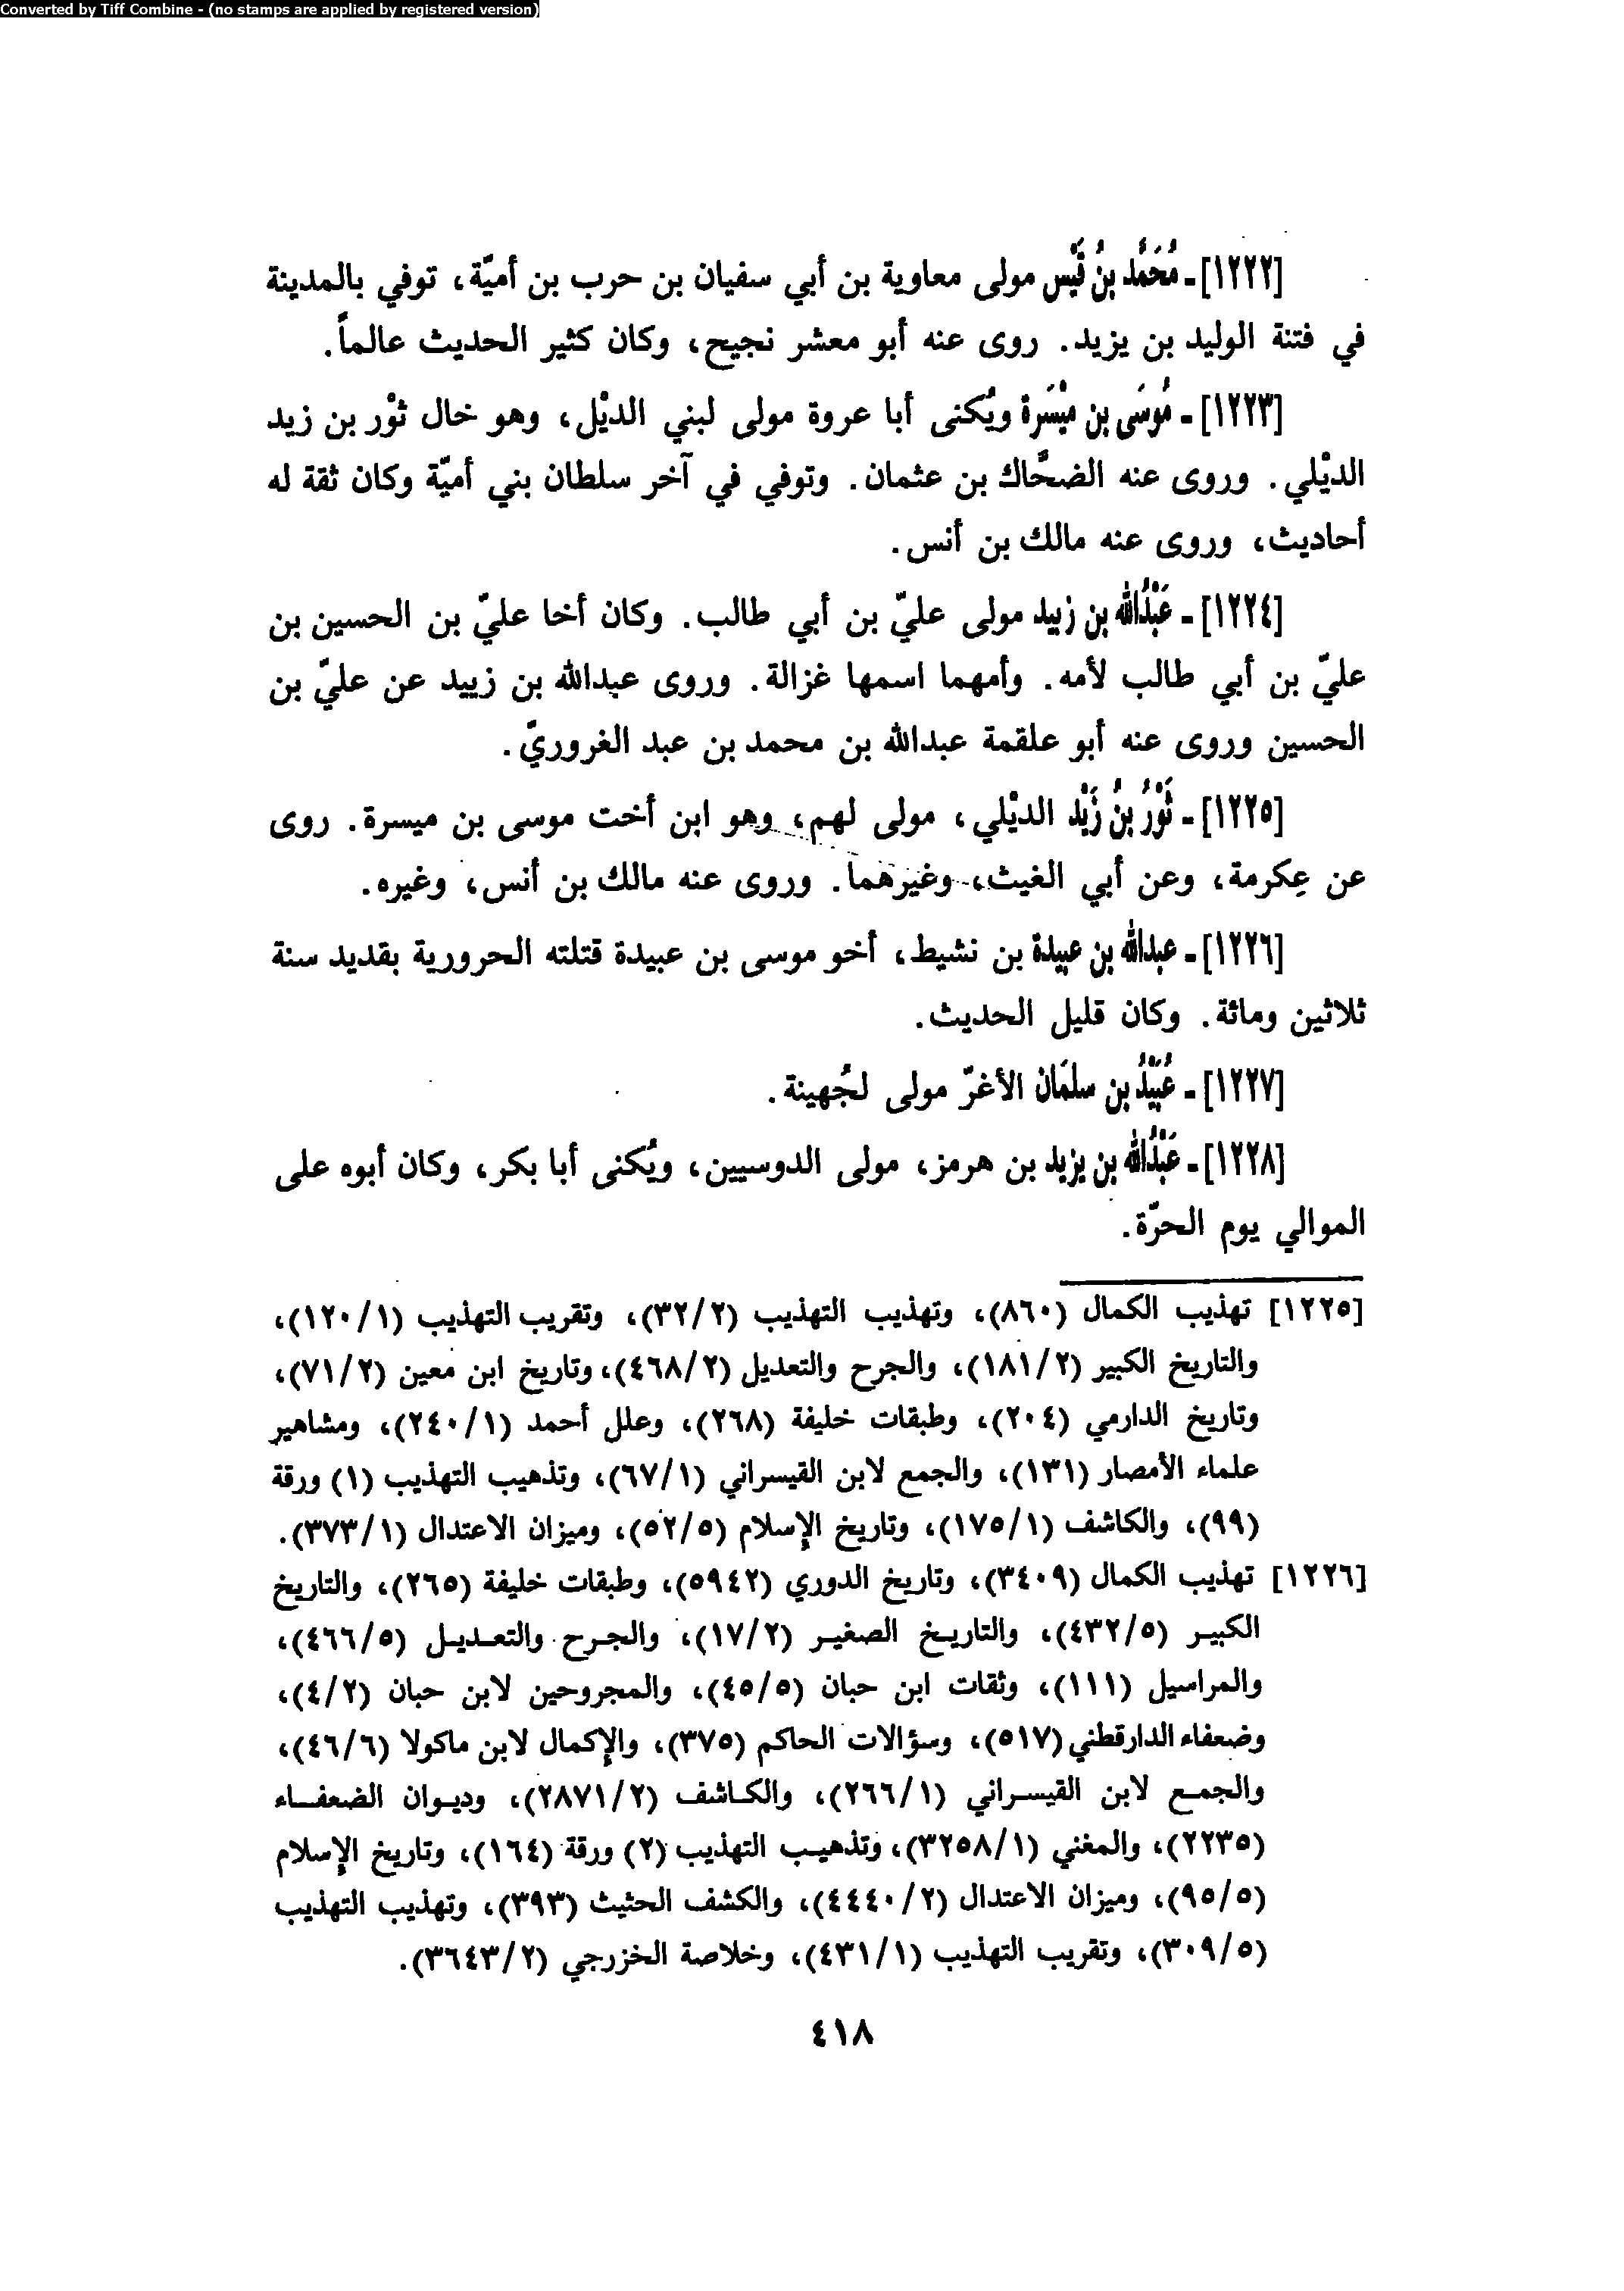 Converted by Tiff Combine - (no stamps are applied by registered version)
[١٢٢٢] - مُحَمَّد بنُ قَيْس مولى معاوية بن أبي سفيان بن حرب بن أميّة، توفي بالمدينة
في فتنة الوليد بن يزيد. روى عنه أبو معشر نجيح، وكان كثير الحديث عالماً.
[١٢٢٣] - مُوسَى بن مَيْسَرة ويُكنى أبا عروة مولى لبني الديْل، وهو خال ثوْر بن زيد
الديْلي. وروى عنه الضحَّاك بن عثمان. وتوفي في آخر سلطان بني أميّة وكان ثقة له
أحاديث، وروى عنه مالك بن أنس.
[١٢٢٤] - عَبْدُالله بن زبيد مولى عليّ بن أبي طالب. وكان أخا عليّ بن الحسين بن
عليّ بن أبي طالب لأمه. وأمهما اسمها غزالة. وروى عبدالله بن زبيد عن عليّ بن
الحسين وروى عنه أبو علقمة عبدالله بن محمد بن عبد الغروريّ.
[١٢٢٥] - ثَوْرُ بنُ زَيْد الديْلي، مولى لهم، وهو ابن أخت موسى بن ميسرة. روى
عن عِكرمة، وعن أبي الغيث، وغيرهما. وروى عنه مالك بن أنس، وغيره.
[١٢٢٦] - عبدالله بن عبيدة بن نشيط، أخو موسى بن عبيدة قتلته الحرورية بقديد سنة
ثلاثين ومائة. وكان قليل الحديث.
[١٢٢٧] - عُبَيْدُ بن سلمَان الأغرّ مولى لجُهينة.
[١٢٢٨] - عَبْدُالله بن يزيد بن هرمز، مولى الدوسيين، ويُكنى أبا بكر، وكان أبوه على
الموالي يوم الحرّة.
[١٢٢٥] تهذيب الكمال (٨٦٠)، وتهذيب التهذيب (٣٢/٢)، وتقريب التهذيب (١٢٠/١)،
والتاريخ الكبير (١٨١/٢)، والجرح والتعديل (٤٦٨/٢)، وتاريخ ابن معين (٧١/٢)،
وتاريخ الدارمي (٢٠٤)، وطبقات خليفة (٢٦٨)، وعلل أحمد (٢٤٠/١)، ومشاهير
علماء الأمصار (١٣١)، والجمع لابن القيسراني (٦٧/١)، وتذهيب التهذيب (١) ورقة
(٩٩)، والكاشف (١٧٥/١)، وتاريخ الإسلام (٥٢/٥)، وميزان الاعتدال (٣٧٣/١).
[١٢٢٦] تهذيب الكمال (٣٤٠٩)، وتاريخ الدوري (٥٩٤٢)، وطبقات خليفة (٢٦٥)، والتاريخ
الكبير (٤٣٢/٥)، والتاريخ الصغير (١٧/٢)، والجرح والتعديل (٤٦٦/٥)،
والمراسيل (١١١)، وثقات ابن حبان (٤٥/٥)، والمجروحين لابن حبان (٤/٢)،
وضعفاء الدارقطني (٥١٧)، وسؤالات الحاكم (٣٧٥)، والإكمال لابن ماكولا (٤٦/٦)،
والجمع لابن القيسراني (٢٦٦/١)، والكاشف (٢٨٧١/٢)، وديوان الضعفاء
(٢٢٣٥)، والمغني (٣٢٥٨/١)، وتذهيب التهذيب (٢) ورقة (١٦٤)، وتاريخ الإسلام
(٩٥/٥)، وميزان الاعتدال (٤٤٤٠/٢)، والكشف الحثيث (٣٩٣)، وتهذيب التهذيب
(٣٠٩/٥)، وتقريب التهذيب (٤٣١/١)، وخلاصة الخزرجي (٣٦٤٣/٢).
٤١٨